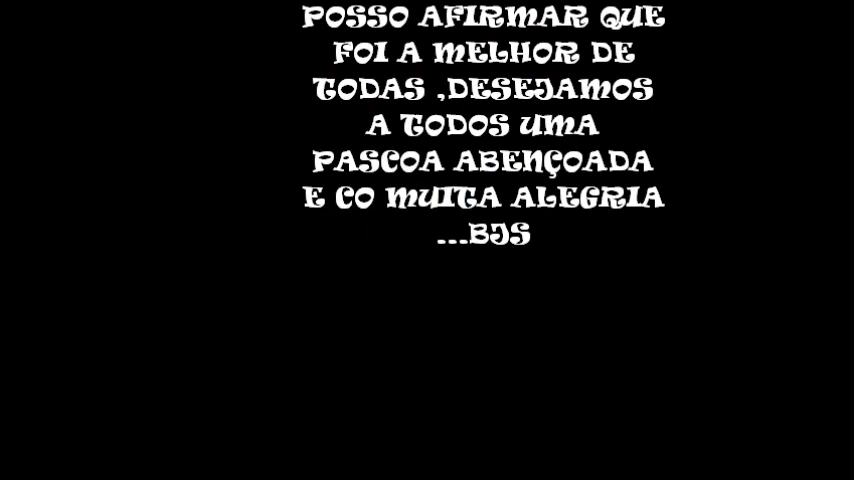 POSSO AFIRMAR QUE
FOI A MELHOR DE
TODAS ,DESEJAMOS
A TODOS UMA
PASCOA ABENÇOADA
E CO MUITA ALEGRIA
...BJS